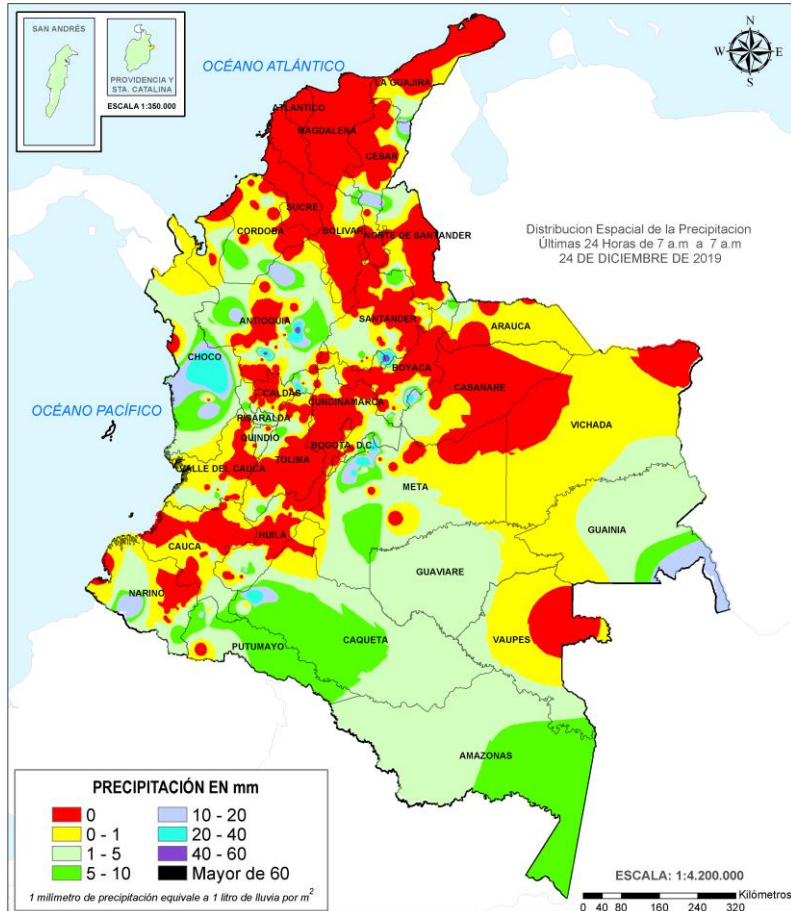 SAN ANDRÉS
PROVIDENCIA Y
STA. CATALINA
ESCALA 1:350.000
OCÉANO ATLÁNTICO
N
W
E
S
LA GUAJIRA
ATLANTICO
MAGDALENA
CESAR
SUCRE
CORDOBA
BOLIVAR
NORTE DE SANTANDER
Distribucion Espacial de la Precipitacion
Últimas 24 Horas de 7 a.m a 7 a.m
24 DE DICIEMBRE DE 2019
ANTIOQUIA
SANTANDER
ARAUCA
CHOCO
BOYACA
CASANARE
OCÉANO PACÍFICO
CALDAS
CUNDINAMARCA
VICHADA
RISARALDA
QUINDIO
BOGOTA, D.C.
TOLIMA
VALLE DEL CAUCA
META
GUAINIA
HUILA
CAUCA
GUAVIARE
NARIÑO
VAUPES
CAQUETA
PUTUMAYO
AMAZONAS
PRECIPITACIÓN EN mm
0
10 - 20
0 - 1
20 - 40
1 - 5
40 - 60
5 - 10
Mayor de 60
1 milímetro de precipitación equivale a 1 litro de lluvia por m²
ESCALA: 1:4.200.000
Kilómetros
0 40 80 160 240 320